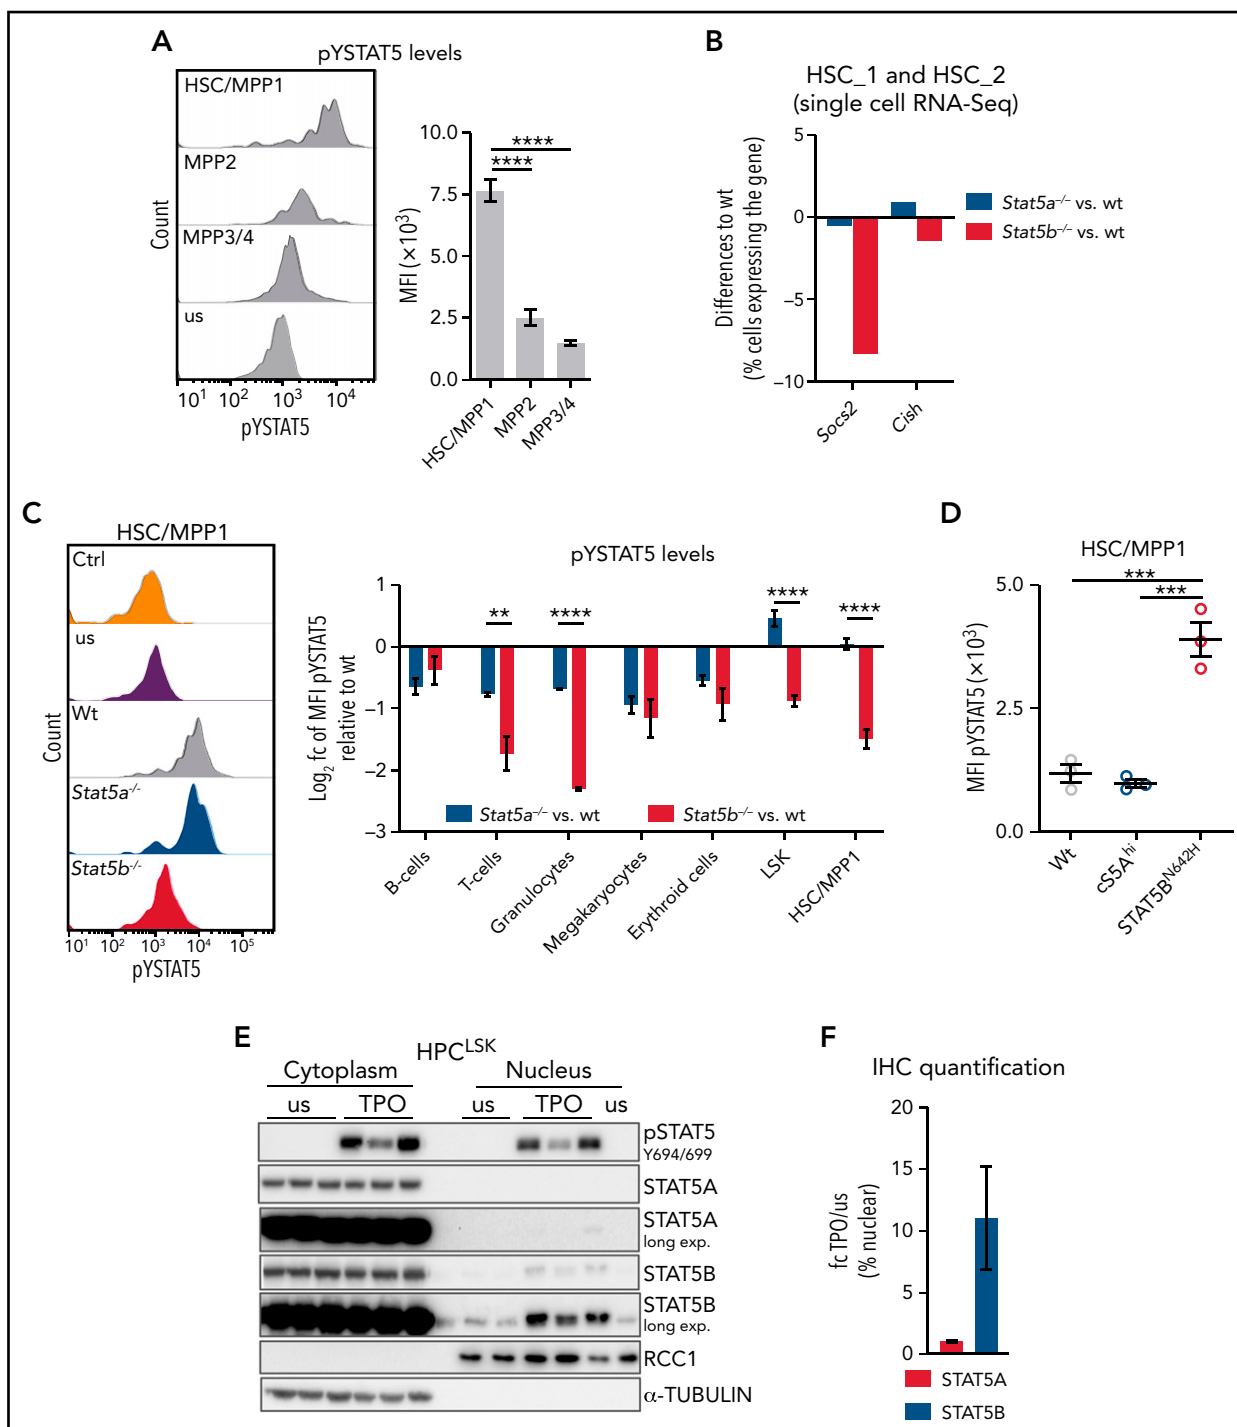 A
pYSTAT5 levels
HSC/MPP1
MPP2
MPP3/4
us
Count
10¹ 10² 10³ 10⁴
pYSTAT5
MFI (×10³)
10.0
7.5
5.0
2.5
0.0
****
****
HSC/MPP1
MPP2
MPP3/4
B
HSC_1 and HSC_2
(single cell RNA-Seq)
Differences to wt
(% cells expressing the gene)
5
0
−5
−10
Socs2
Cish
Stat5a⁻/⁻ vs. wt
Stat5b⁻/⁻ vs. wt
C
HSC/MPP1
Ctrl
us
Wt
Stat5a⁻/⁻
Stat5b⁻/⁻
Count
10¹ 10² 10³ 10⁴ 10⁵
pYSTAT5
pYSTAT5 levels
Log₂ fc of MFI pYSTAT5
relative to wt
1
0
−1
−2
−3
**
****
****
****
Stat5a⁻/⁻ vs. wt
Stat5b⁻/⁻ vs. wt
B-cells
T-cells
Granulocytes
Megakaryocytes
Erythroid cells
LSK
HSC/MPP1
D
HSC/MPP1
***
***
MFI pYSTAT5 (×10³)
5.0
2.5
0.0
Wt
cS5Aʰⁱ
STAT5Bᴺ⁶⁴²ᴴ
E
HPCᴸˢᴷ
Cytoplasm Nucleus
us TPO us TPO us
pSTAT5
Y694/699
STAT5A
STAT5A
long exp.
STAT5B
STAT5B
long exp.
RCC1
α-TUBULIN
F
IHC quantification
fc TPO/us
(% nuclear)
20
15
10
5
0
STAT5A
STAT5B